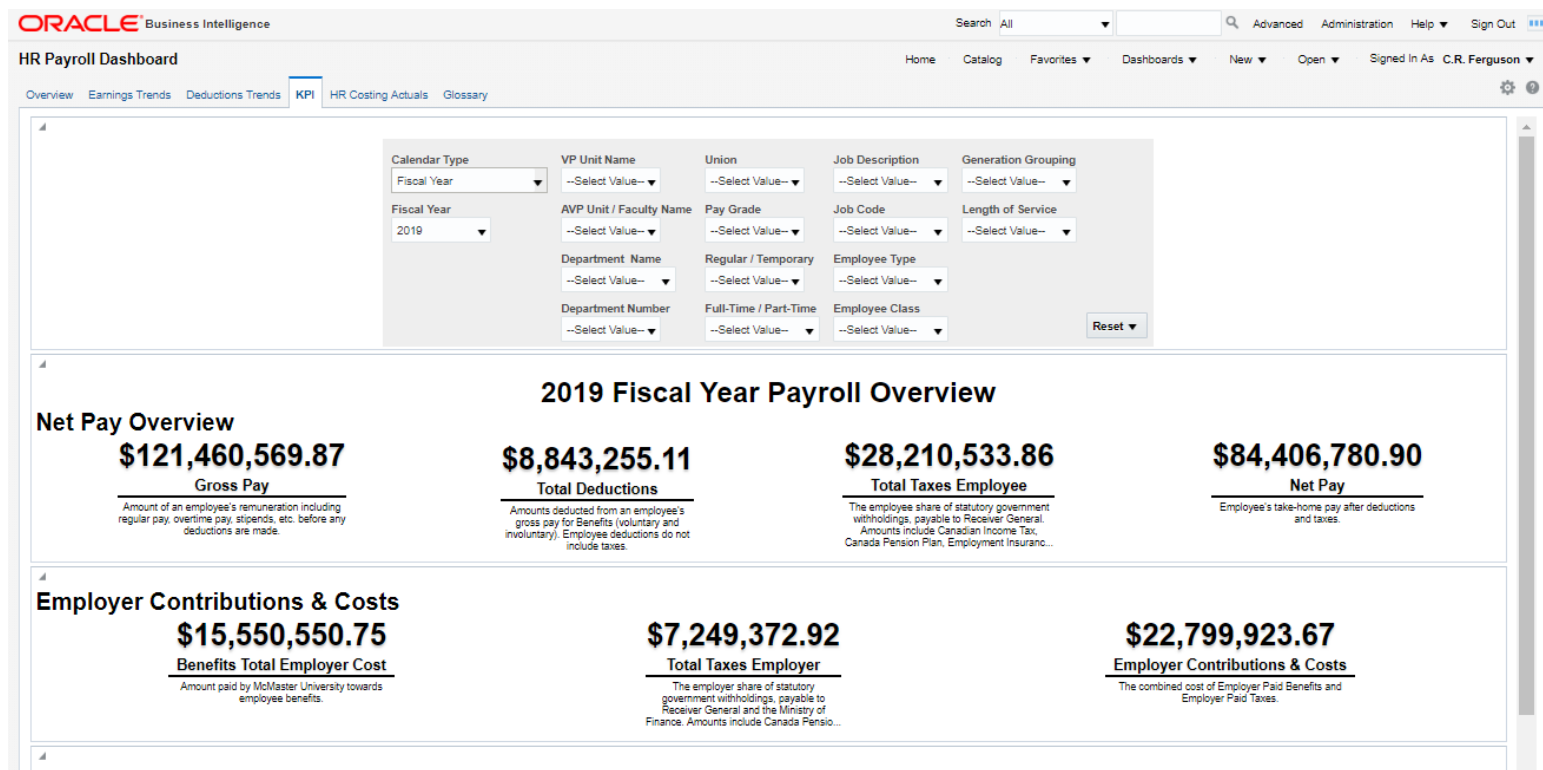 ORACLE Business Intelligence
Search All Advanced Administration Help Sign Out
HR Payroll Dashboard
Home Catalog Favorites Dashboards New Open Signed In As C.R. Ferguson
Overview Earnings Trends Deductions Trends KPI HR Costing Actuals Glossary
Calendar Type VP Unit Name Union Job Description Generation Grouping
Fiscal Year --Select Value-- --Select Value-- --Select Value-- --Select Value--
Fiscal Year AVP Unit / Faculty Name Pay Grade Job Code Length of Service
2019 --Select Value-- --Select Value-- --Select Value-- --Select Value--
Department Name Regular / Temporary Employee Type
--Select Value-- --Select Value-- --Select Value--
Department Number Full-Time / Part-Time Employee Class
--Select Value-- --Select Value-- --Select Value--
Reset
2019 Fiscal Year Payroll Overview
Net Pay Overview
$121,460,569.87
Gross Pay
Amount of an employee's remuneration including
regular pay, overtime pay, stipends, etc. before any
deductions are made.
$8,843,255.11
Total Deductions
Amounts deducted from an employee's
gross pay for Benefits (voluntary and
involuntary). Employee deductions do not
include taxes.
$28,210,533.86
Total Taxes Employee
The employee share of statutory government
withholdings, payable to Receiver General.
Amounts include Canadian Income Tax,
Canada Pension Plan, Employment Insuranc...
$84,406,780.90
Net Pay
Employee's take-home pay after deductions
and taxes.
Employer Contributions & Costs
$15,550,550.75
Benefits Total Employer Cost
Amount paid by McMaster University towards
employee benefits.
$7,249,372.92
Total Taxes Employer
The employer share of statutory
government withholdings, payable to
Receiver General and the Ministry of
Finance. Amounts include Canada Pensio...
$22,799,923.67
Employer Contributions & Costs
The combined cost of Employer Paid Benefits and
Employer Paid Taxes.